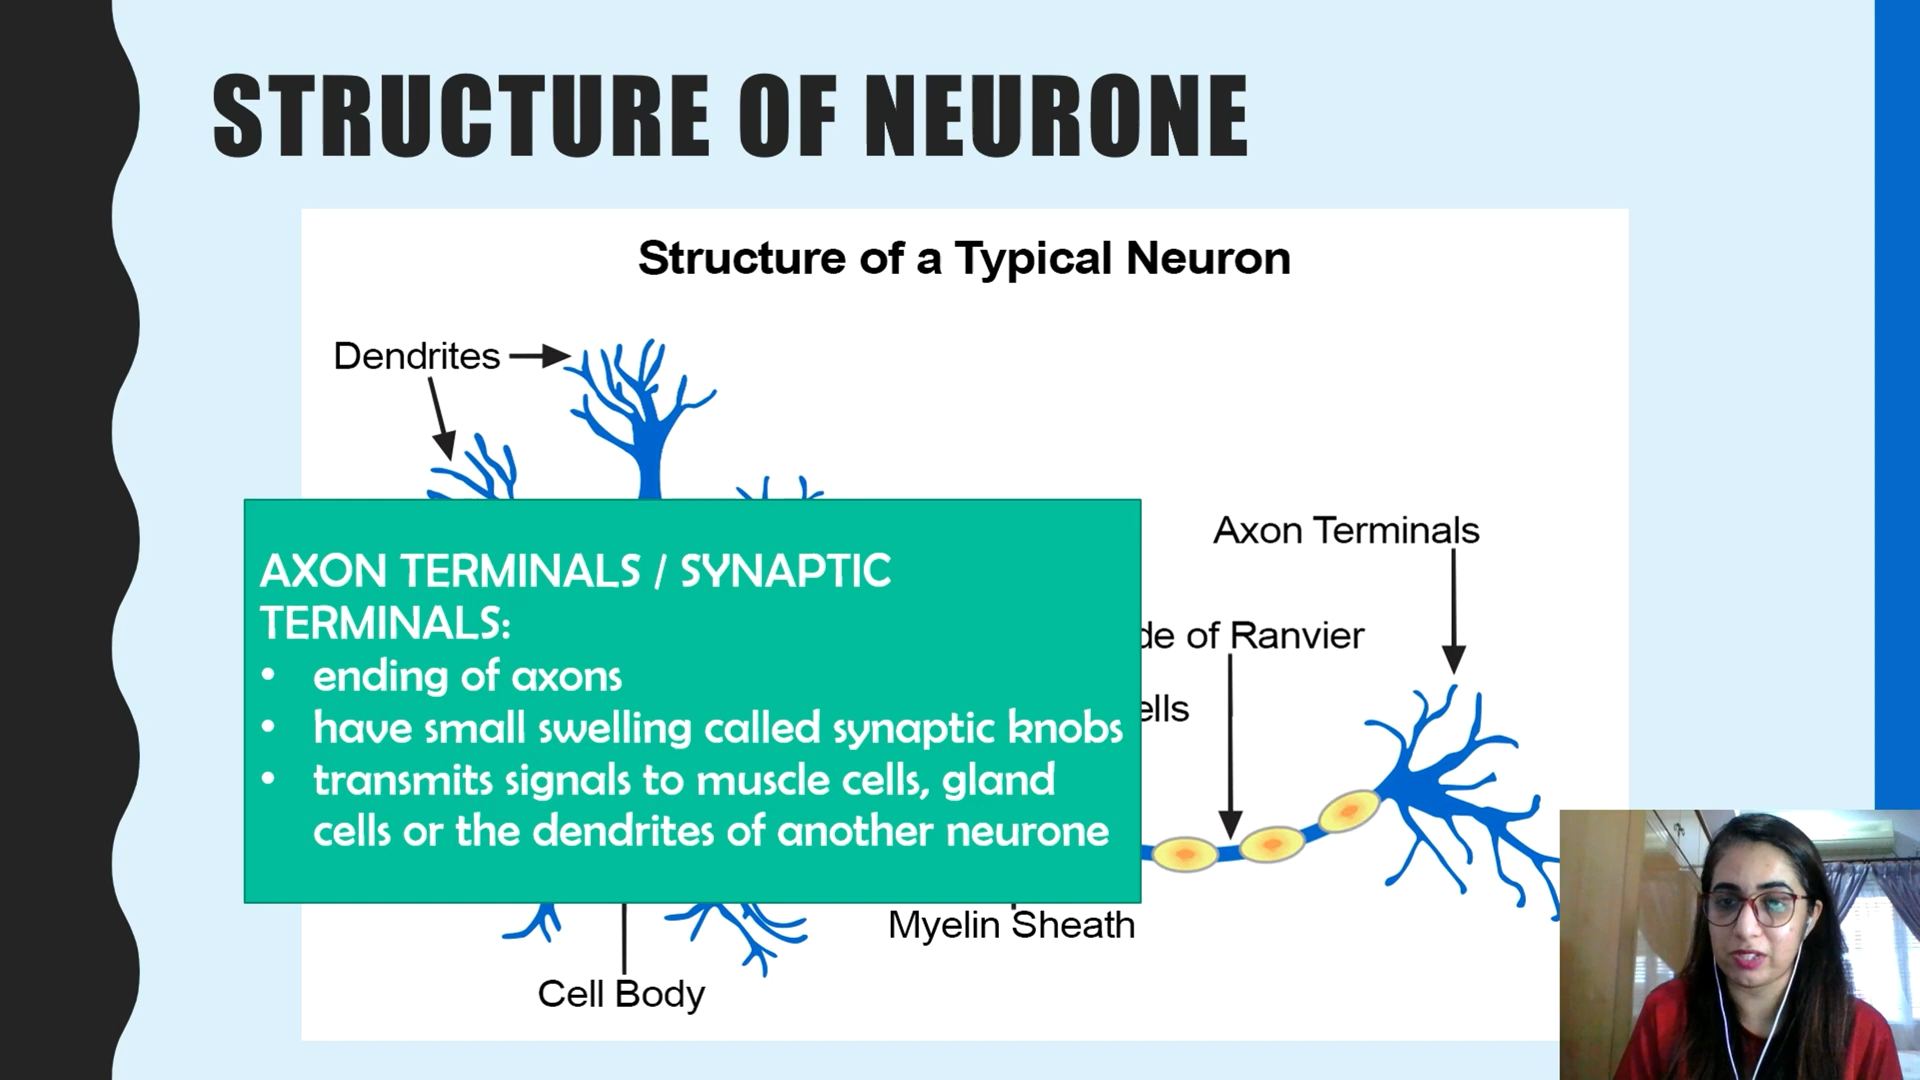 STRUCTURE OF NEURONE
Structure of a Typical Neuron
Dendrites
Axon Terminals
AXON TERMINALS / SYNAPTIC
TERMINALS:
• ending of axons
• have small swelling called synaptic knobs
• transmits signals to muscle cells, gland
cells or the dendrites of another neurone
of Ranvier
Myelin Sheath
Cell Body